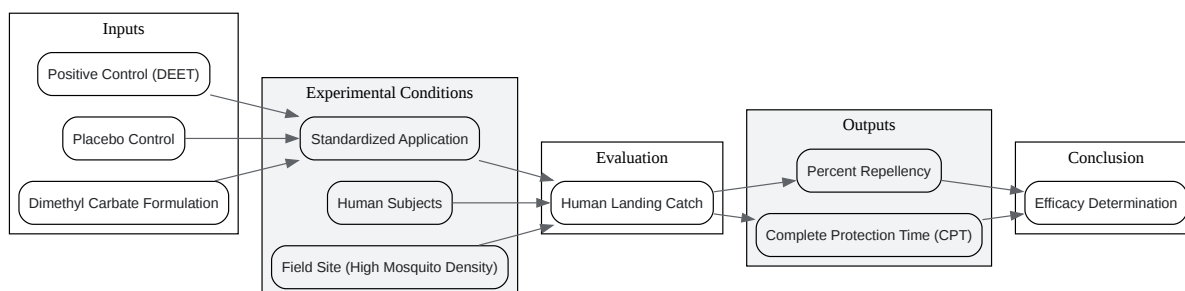 Inputs
Positive Control (DEET)
Placebo Control
Dimethyl Carbate Formulation
Experimental Conditions
Standardized Application
Human Subjects
Field Site (High Mosquito Density)
Evaluation
Human Landing Catch
Outputs
Percent Repellency
Complete Protection Time (CPT)
Conclusion
Efficacy Determination